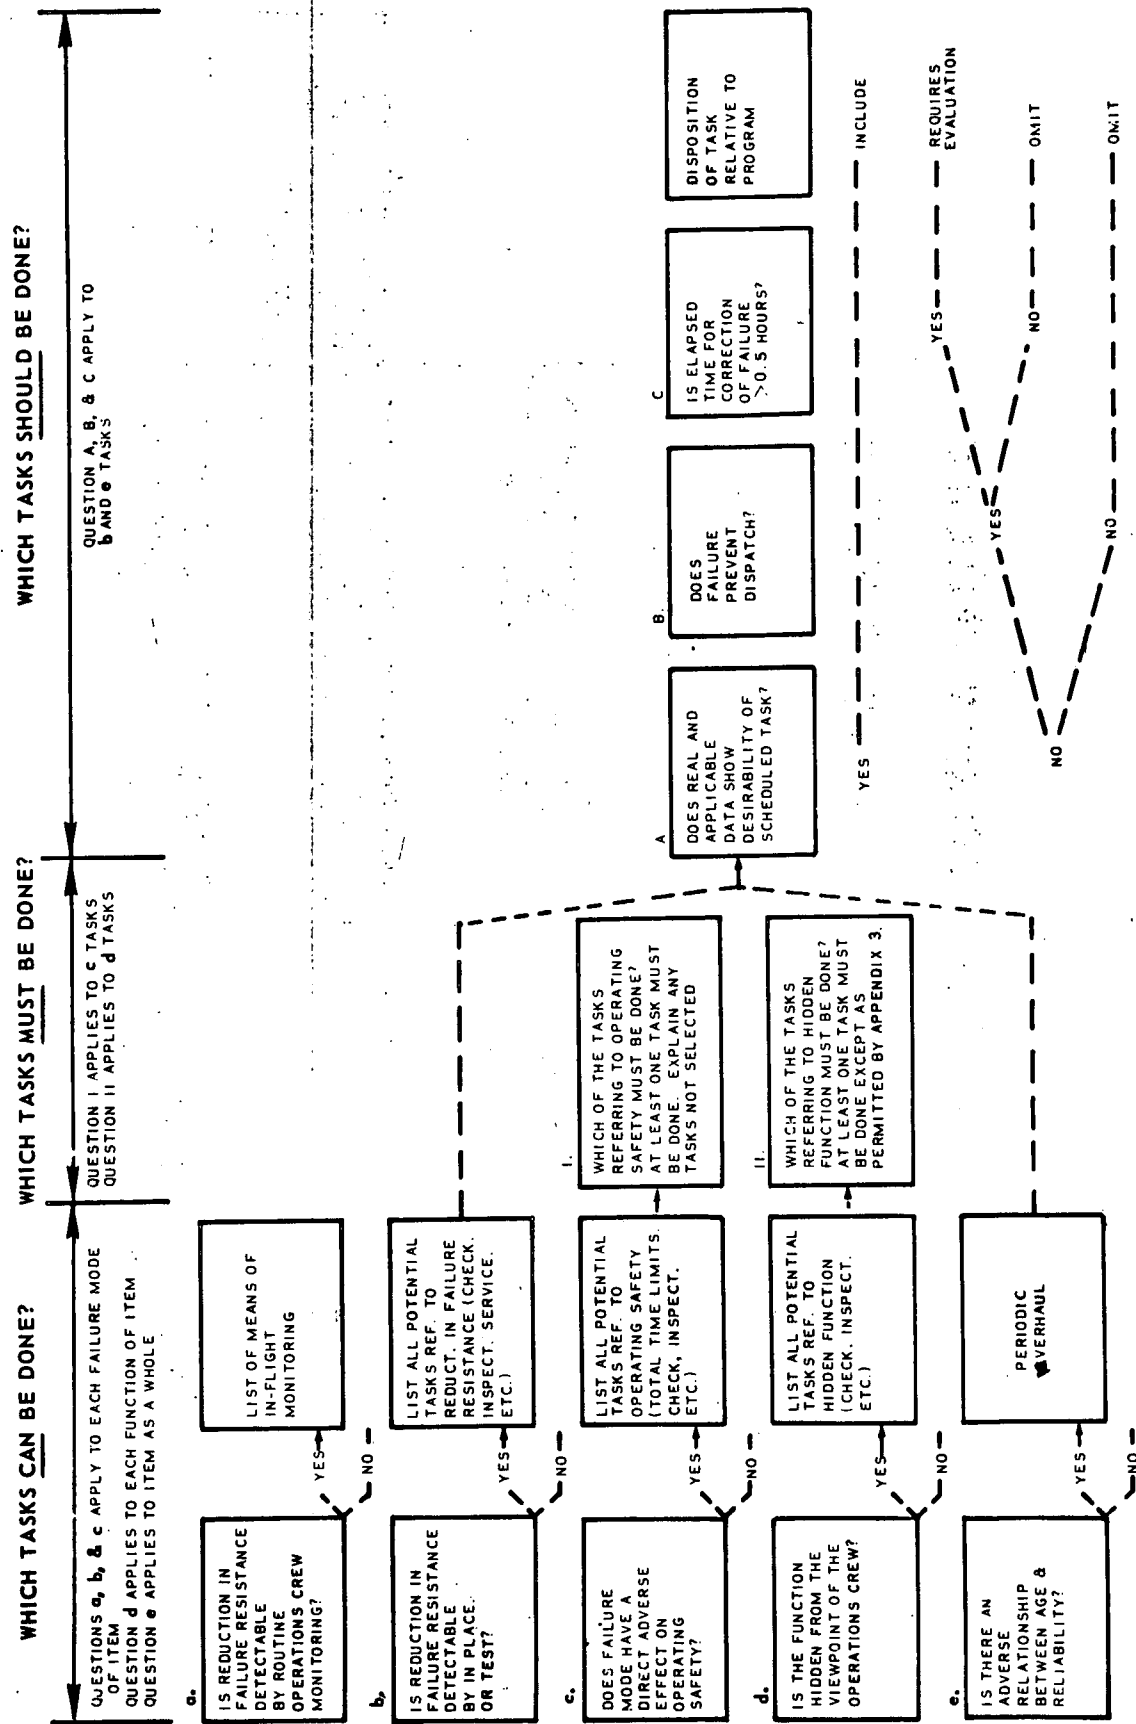 WHICH TASKS CAN BE DONE?
WHICH TASKS MUST BE DONE?
WHICH TASKS SHOULD BE DONE?
QUESTIONS a, b, & c APPLY TO EACH FAILURE MODE
OF ITEM
QUESTION d APPLIES TO EACH FUNCTION OF ITEM
QUESTION e APPLIES TO ITEM AS A WHOLE
QUESTION I APPLIES TO c TASKS
QUESTION II APPLIES TO d TASKS
QUESTION A, B, & C APPLY TO
b AND e TASKS
a.
IS REDUCTION IN
FAILURE RESISTANCE
DETECTABLE
BY ROUTINE
OPERATIONS CREW
MONITORING?
YES
NO
LIST OF MEANS OF
IN-FLIGHT
MONITORING
b,
IS REDUCTION IN
FAILURE RESISTANCE
DETECTABLE
BY IN PLACE.
OR TEST?
YES
NO
LIST ALL POTENTIAL
TASKS REF. TO
REDUCT. IN FAILURE
RESISTANCE (CHECK.
INSPECT. SERVICE.
ETC.)
c.
DOES FAILURE
MODE HAVE A
DIRECT ADVERSE
EFFECT ON
OPERATING
SAFETY?
YES
NO
LIST ALL POTENTIAL
TASKS REF. TO
OPERATING SAFETY
(TOTAL TIME LIMITS.
CHECK, INSPECT.
ETC.)
I.
WHICH OF THE TASKS
REFERRING TO OPERATING
SAFETY MUST BE DONE?
AT LEAST ONE TASK MUST
BE DONE. EXPLAIN ANY
TASKS NOT SELECTED
d.
IS THE FUNCTION
HIDDEN FROM THE
VIEWPOINT OF THE
OPERATIONS CREW?
YES
NO
LIST ALL POTENTIAL
TASKS REF. TO
HIDDEN FUNCTION
(CHECK. INSPECT.
ETC.)
II.
WHICH OF THE TASKS
REFERRING TO HIDDEN
FUNCTION MUST BE DONE?
AT LEAST ONE TASK MUST
BE DONE EXCEPT AS
PERMITTED BY APPENDIX 3.
e.
IS THERE AN
ADVERSE
RELATIONSHIP
BETWEEN AGE &
RELIABILITY?
YES
NO
PERIODIC
OVERHAUL
A
DOES REAL AND
APPLICABLE
DATA SHOW
DESIRABILITY OF
SCHEDULED TASK?
B.
DOES
FAILURE
PREVENT
DISPATCH?
C
IS ELAPSED
TIME FOR
CORRECTION
OF FAILURE
>0.5 HOURS?
DISPOSITION
OF TASK
RELATIVE TO
PROGRAM
YES
INCLUDE
NO
YES
YES
REQUIRES
EVALUATION
NO
OMIT
NO
OMIT